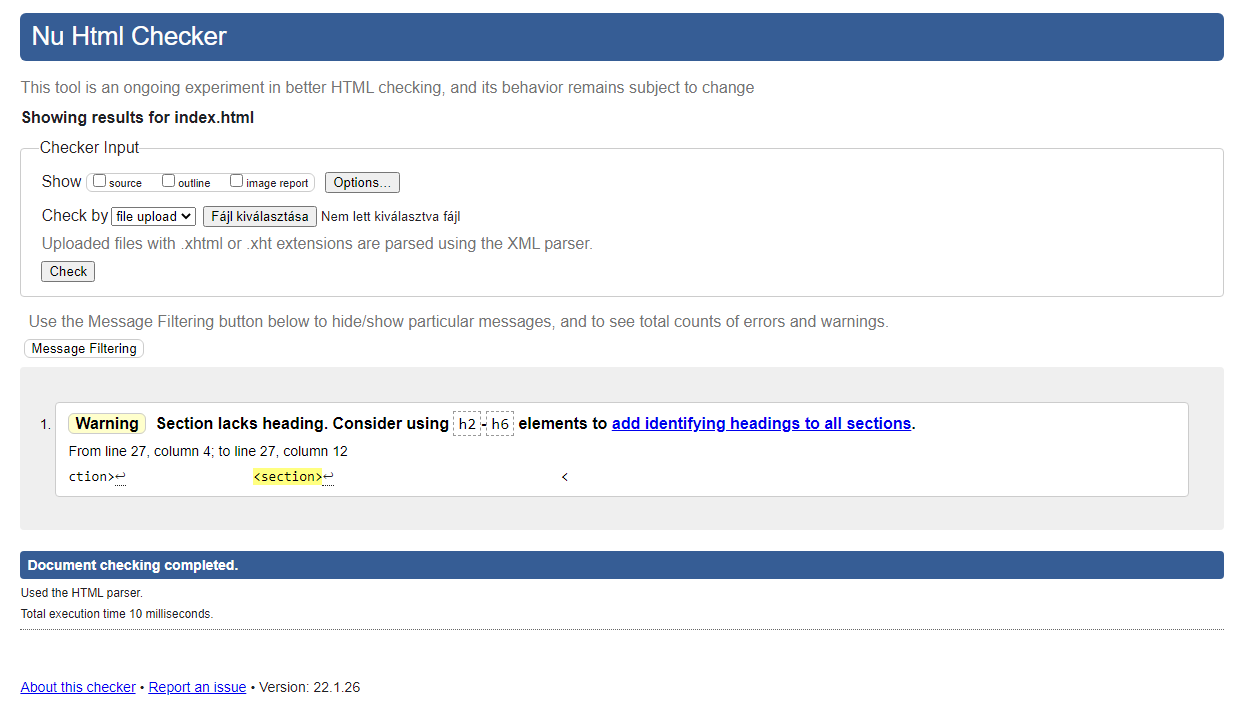 Nu Html Checker
This tool is an ongoing experiment in better HTML checking, and its behavior remains subject to change
Showing results for index.html
Checker Input
Show source outline image report Options...
Check by file upload Fájl kiválasztása Nem lett kiválasztva fájl
Uploaded files with .xhtml or .xht extensions are parsed using the XML parser.
Check
Use the Message Filtering button below to hide/show particular messages, and to see total counts of errors and warnings.
Message Filtering
1. Warning Section lacks heading. Consider using h2-h6 elements to add identifying headings to all sections.
From line 27, column 4; to line 27, column 12
ction>↩ <section>↩ <
Document checking completed.
Used the HTML parser.
Total execution time 10 milliseconds.
About this checker • Report an issue • Version: 22.1.26